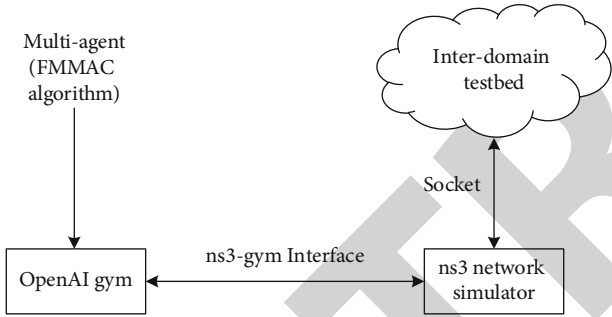 Multi-agent
(FMMAC
algorithm)
Inter-domain
testbed
Socket
ns3-gym Interface
OpenAI gym
ns3 network
simulator